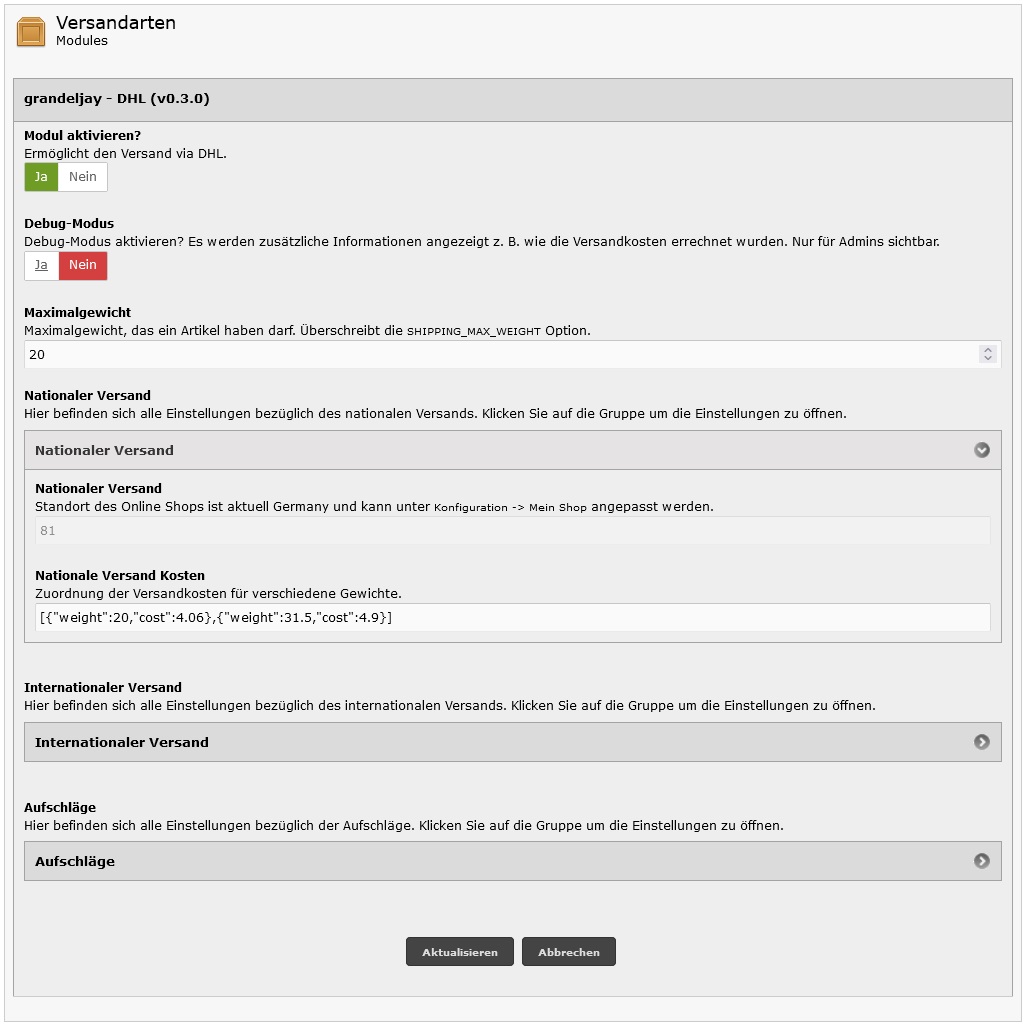 Versandarten
Modules
grandeljay - DHL (v0.3.0)
Modul aktivieren?
Ermöglicht den Versand via DHL.
Ja Nein
Debug-Modus
Debug-Modus aktivieren? Es werden zusätzliche Informationen angezeigt z. B. wie die Versandkosten errechnet wurden. Nur für Admins sichtbar.
Ja Nein
Maximalgewicht
Maximalgewicht, das ein Artikel haben darf. Überschreibt die SHIPPING_MAX_WEIGHT Option.
20
Nationaler Versand
Hier befinden sich alle Einstellungen bezüglich des nationalen Versands. Klicken Sie auf die Gruppe um die Einstellungen zu öffnen.
Nationaler Versand
Nationaler Versand
Standort des Online Shops ist aktuell Germany und kann unter Konfiguration -> Mein Shop angepasst werden.
81
Nationale Versand Kosten
Zuordnung der Versandkosten für verschiedene Gewichte.
[{"weight":20,"cost":4.06},{"weight":31.5,"cost":4.9}]
Internationaler Versand
Hier befinden sich alle Einstellungen bezüglich des internationalen Versands. Klicken Sie auf die Gruppe um die Einstellungen zu öffnen.
Internationaler Versand
Aufschläge
Hier befinden sich alle Einstellungen bezüglich der Aufschläge. Klicken Sie auf die Gruppe um die Einstellungen zu öffnen.
Aufschläge
Aktualisieren Abbrechen